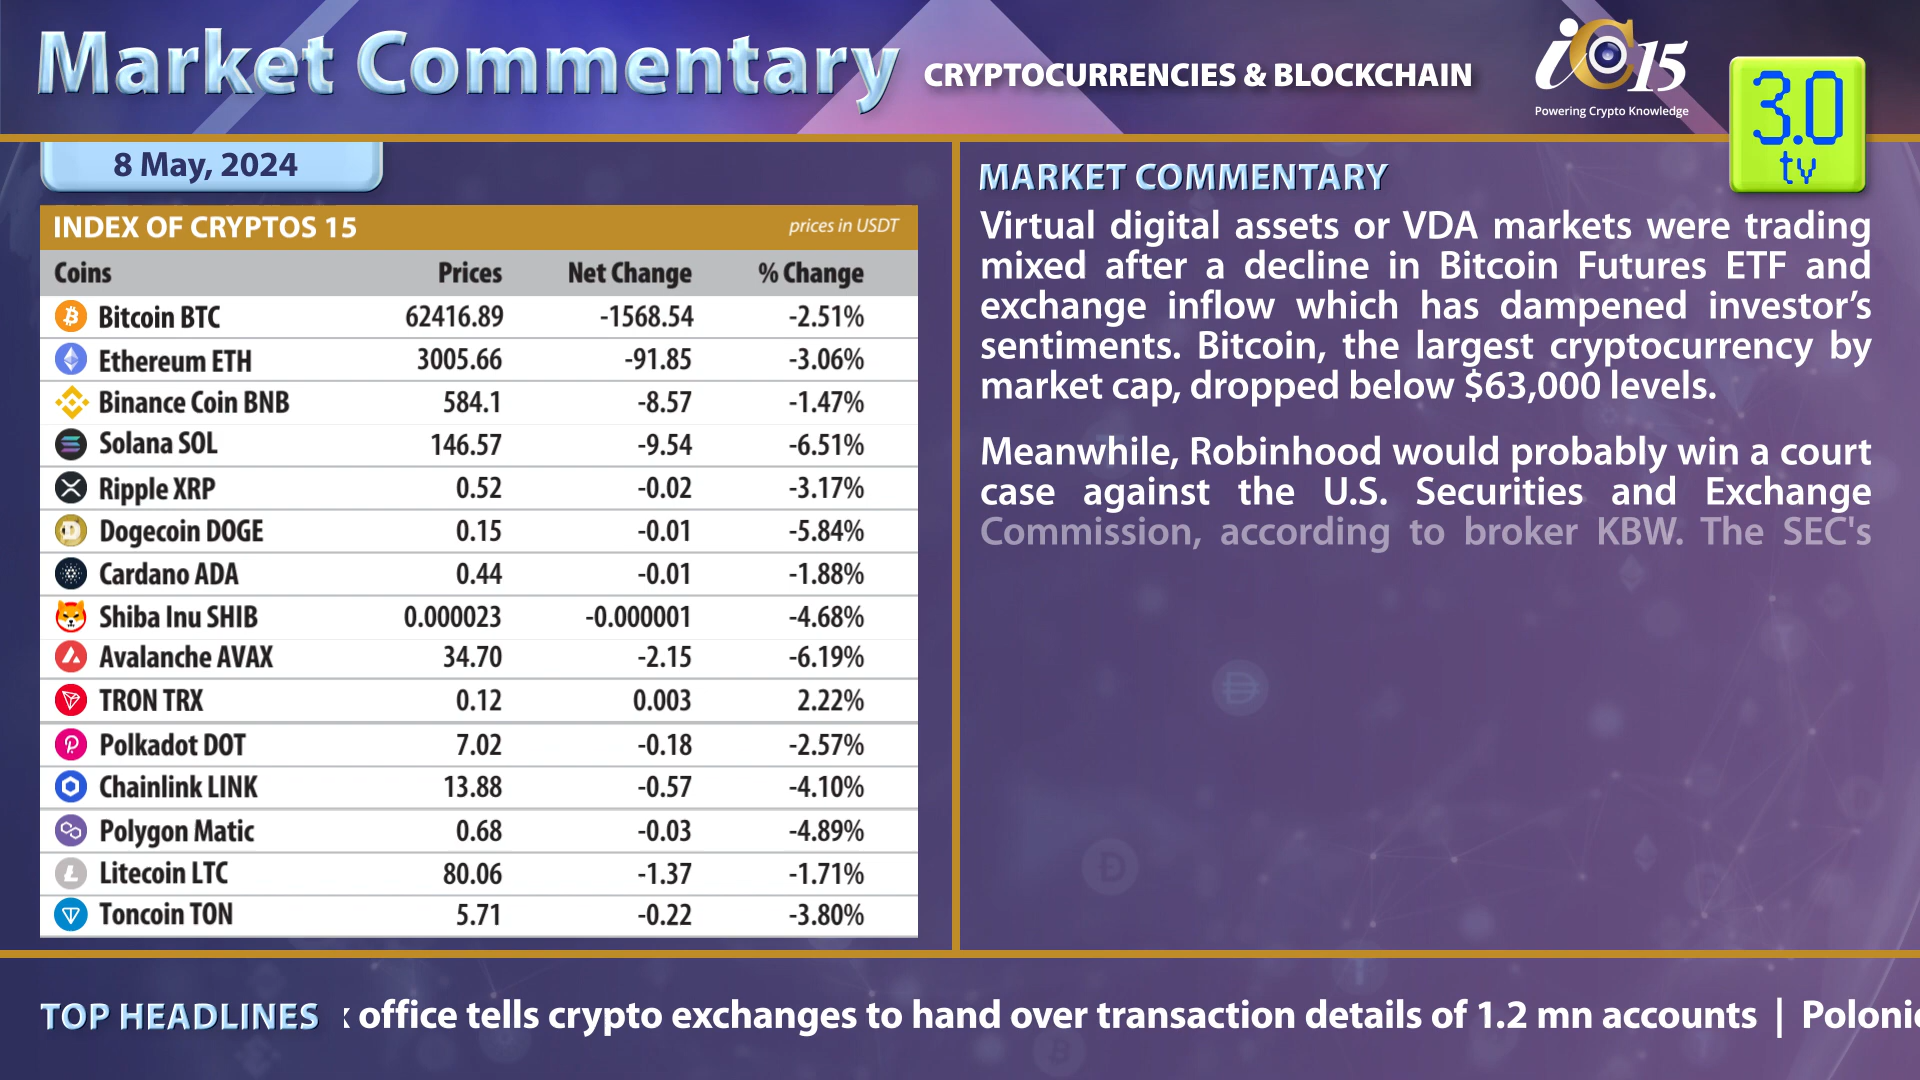 Market Commentary
CRYPTOCURRENCIES & BLOCKCHAIN
ic15
Powering Crypto Knowledge
3.0
tv
8 May, 2024
INDEX OF CRYPTOS 15 prices in USDT
Coins Prices Net Change % Change
Bitcoin BTC 62416.89 -1568.54 -2.51%
Ethereum ETH 3005.66 -91.85 -3.06%
Binance Coin BNB 584.1 -8.57 -1.47%
Solana SOL 146.57 -9.54 -6.51%
Ripple XRP 0.52 -0.02 -3.17%
Dogecoin DOGE 0.15 -0.01 -5.84%
Cardano ADA 0.44 -0.01 -1.88%
Shiba Inu SHIB 0.000023 -0.000001 -4.68%
Avalanche AVAX 34.70 -2.15 -6.19%
TRON TRX 0.12 0.003 2.22%
Polkadot DOT 7.02 -0.18 -2.57%
Chainlink LINK 13.88 -0.57 -4.10%
Polygon Matic 0.68 -0.03 -4.89%
Litecoin LTC 80.06 -1.37 -1.71%
Toncoin TON 5.71 -0.22 -3.80%
MARKET COMMENTARY
Virtual digital assets or VDA markets were trading
mixed after a decline in Bitcoin Futures ETF and
exchange inflow which has dampened investor’s
sentiments. Bitcoin, the largest cryptocurrency by
market cap, dropped below $63,000 levels.
Meanwhile, Robinhood would probably win a court
case against the U.S. Securities and Exchange
Commission, according to broker KBW. The SEC's
TOP HEADLINES office tells crypto exchanges to hand over transaction details of 1.2 mn accounts |